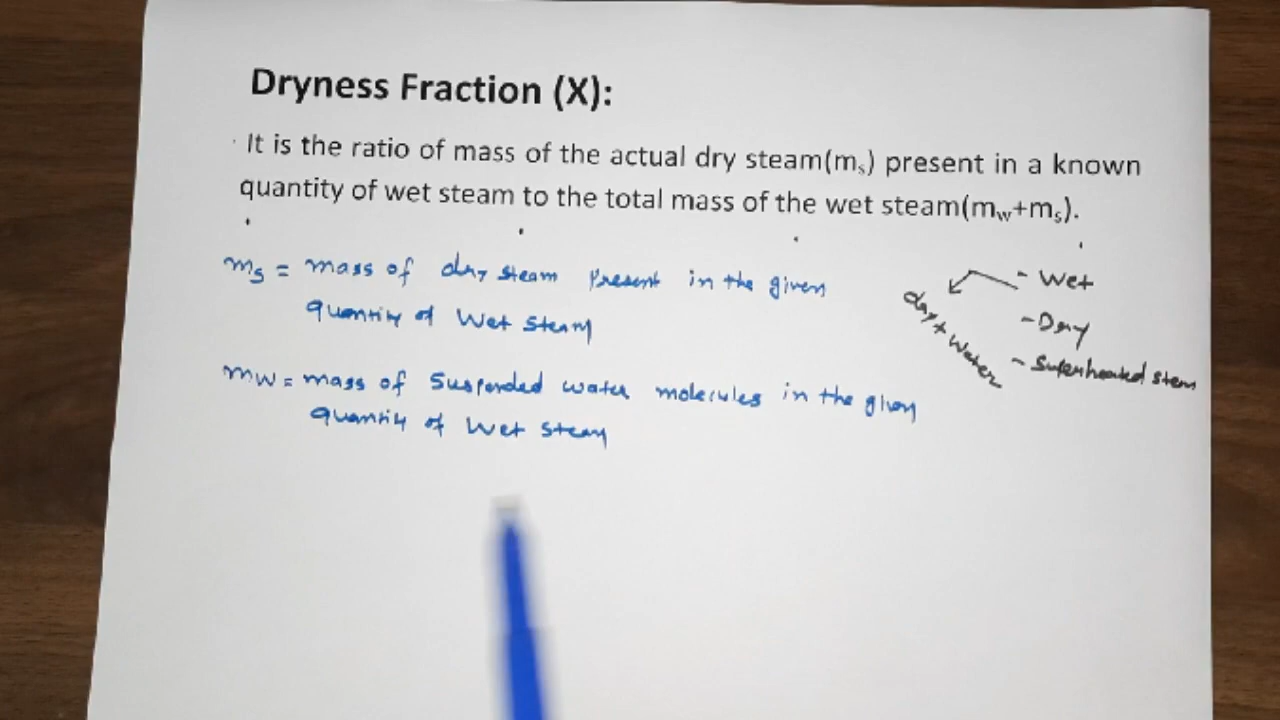 Dryness Fraction (X):
It is the ratio of mass of the actual dry steam(ms) present in a known
quantity of wet steam to the total mass of the wet steam(mw+ms).
ms = mass of dry steam Present in the given
quantity of Wet Steam
mw = mass of Suspended water molecules in the given
quantity of Wet Steam
- Wet
- Dry
- Superheated steam
dry + Water